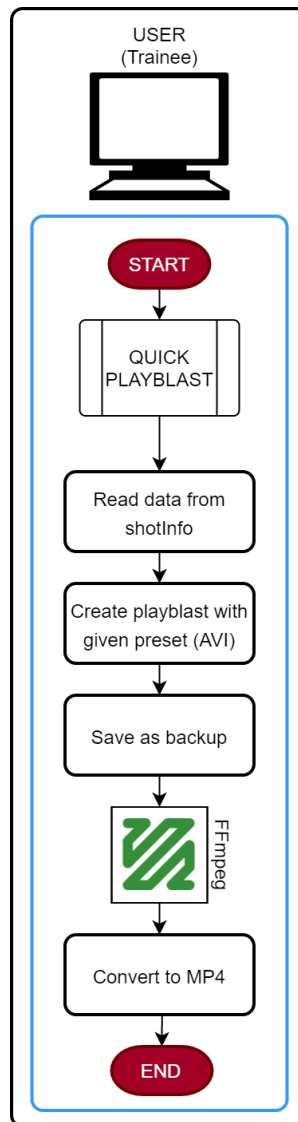 USER
(Trainee)
START
QUICK
PLAYBLAST
Read data from
shotInfo
Create playblast with
given preset (AVI)
Save as backup
FFmpeg
Convert to MP4
END